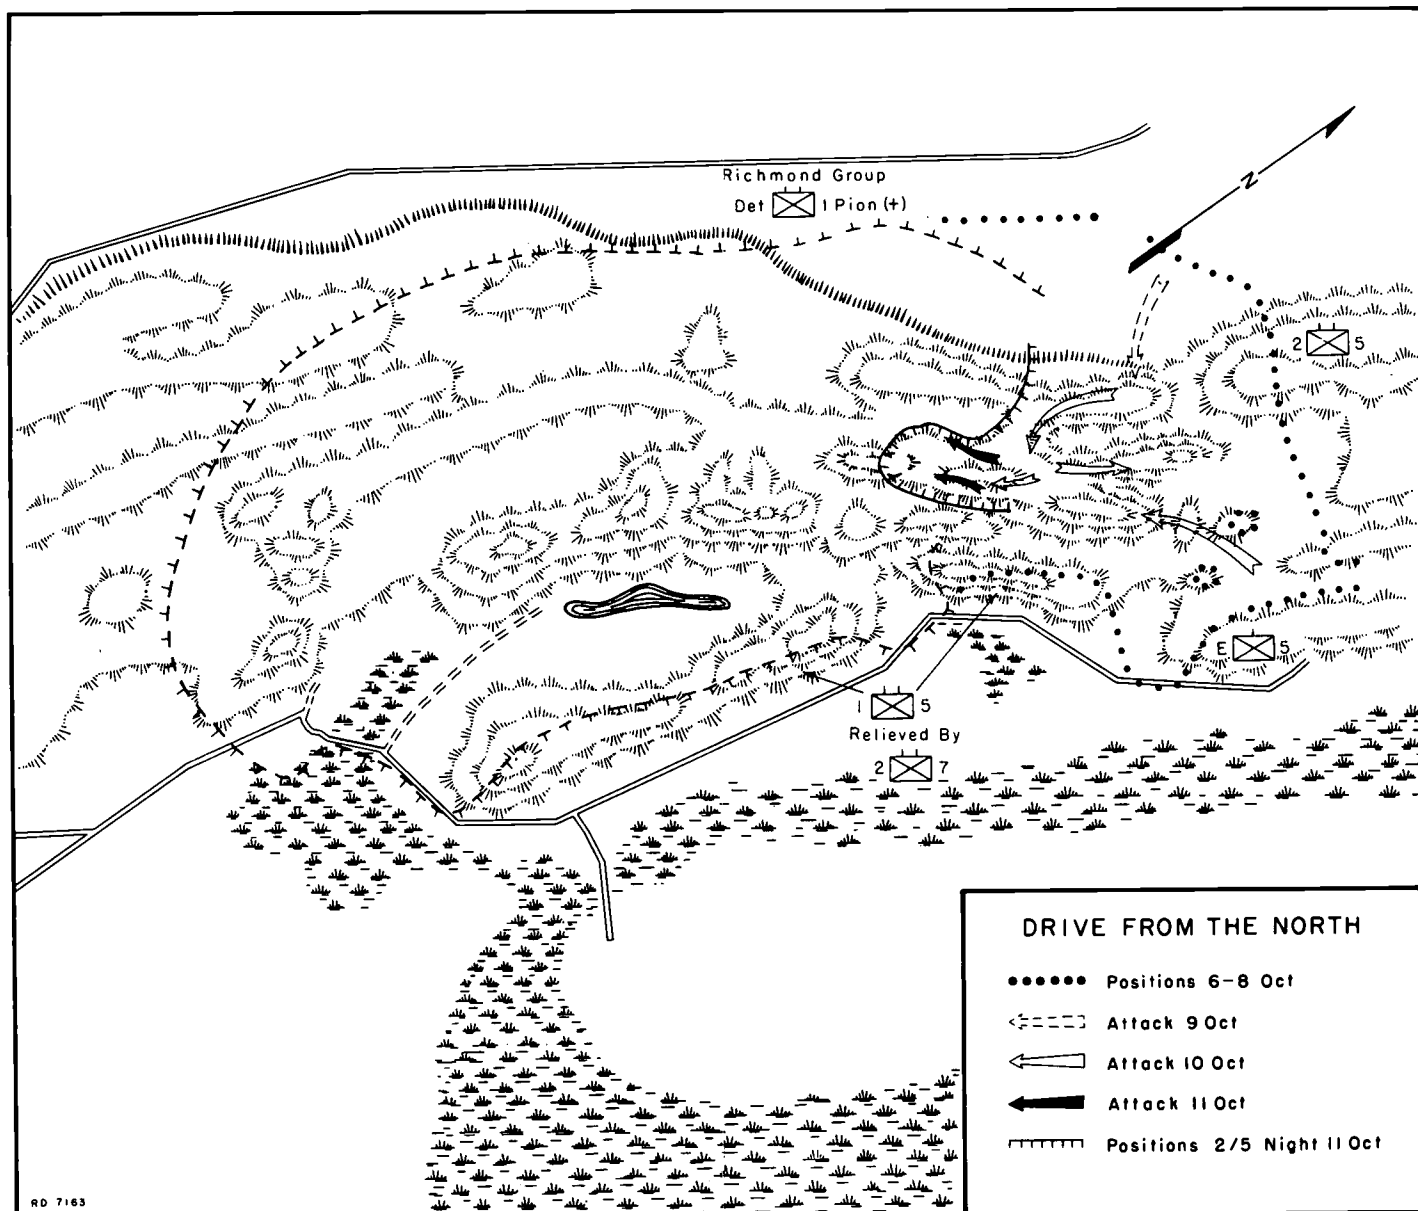 Richmond Group
Det 1 Pion (+)
N
2 5
E 5
1 5
Relieved By
2 7
DRIVE FROM THE NORTH
Positions 6-8 Oct
Attack 9 Oct
Attack 10 Oct
Attack 11 Oct
Positions 2/5 Night 11 Oct
RD 7163